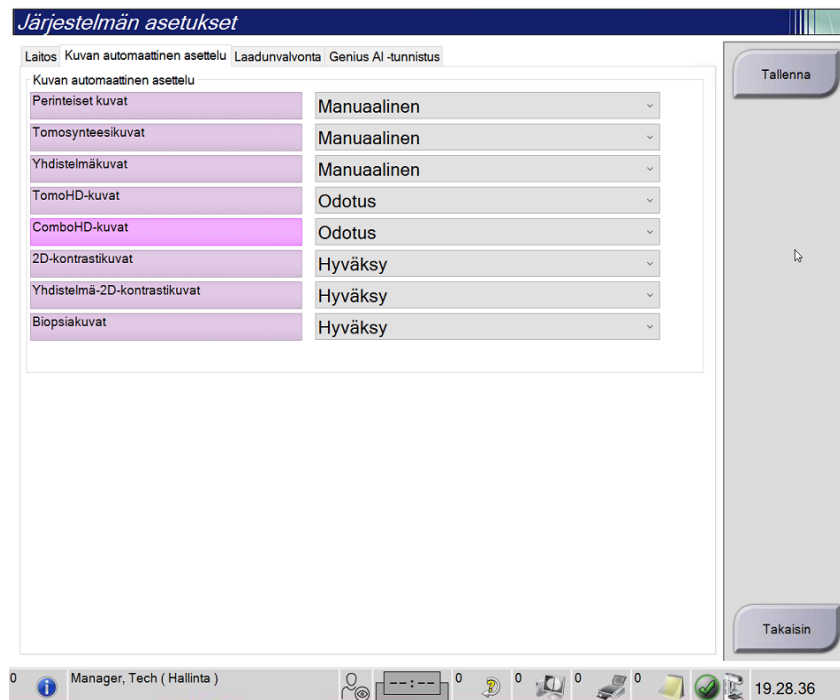 Järjestelmän asetukset
Laitos Kuvan automaattinen asettelu Laadunvalvonta Genius AI -tunnistus
Tallenna
Kuvan automaattinen asettelu
Perinteiset kuvat Manuaalinen
Tomosynteesikuvat Manuaalinen
Yhdistelmäkuvat Manuaalinen
TomoHD-kuvat Odotus
ComboHD-kuvat Odotus
2D-kontrastikuvat Hyväksy
Yhdistelmä-2D-kontrastikuvat Hyväksy
Biopsiakuvat Hyväksy
Takaisin
0 Manager, Tech ( Hallinta ) --:-- 0 0 0 0 19.28.36